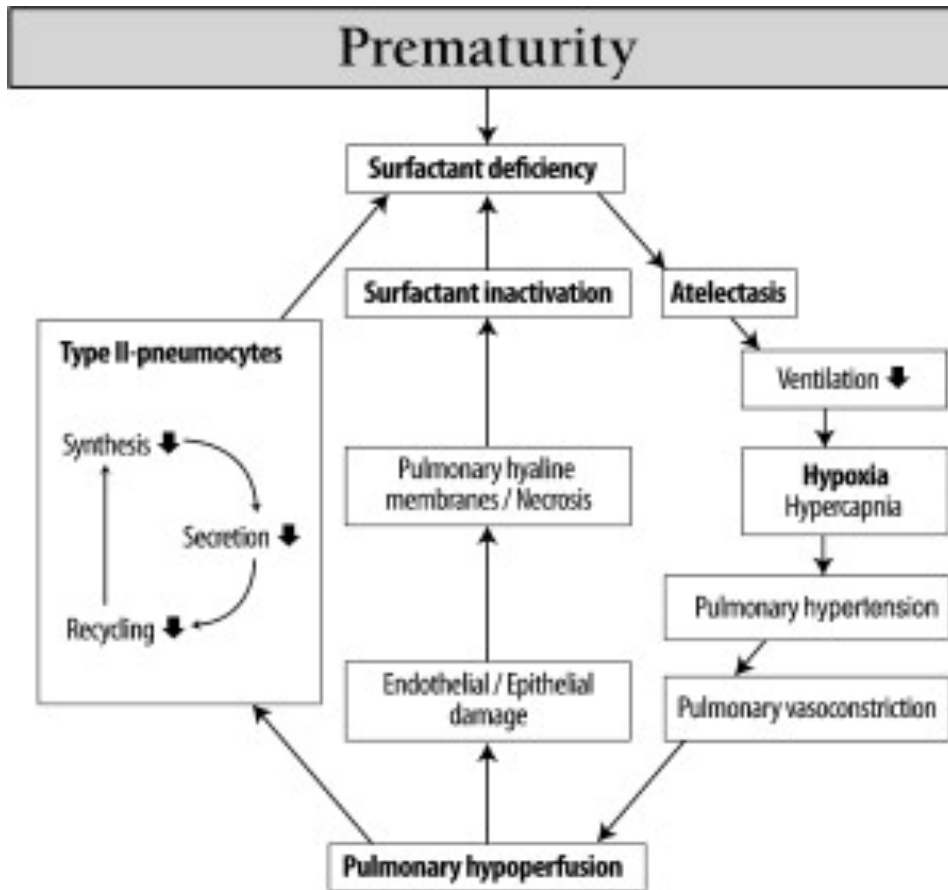 Prematurity
Surfactant deficiency
Surfactant inactivation
Atelectasis
Type II-pneumocytes
Synthesis
Secretion
Recycling
Ventilation
Pulmonary hyaline
membranes / Necrosis
Hypoxia
Hypercapnia
Pulmonary hypertension
Endothelial / Epithelial
damage
Pulmonary vasoconstriction
Pulmonary hypoperfusion